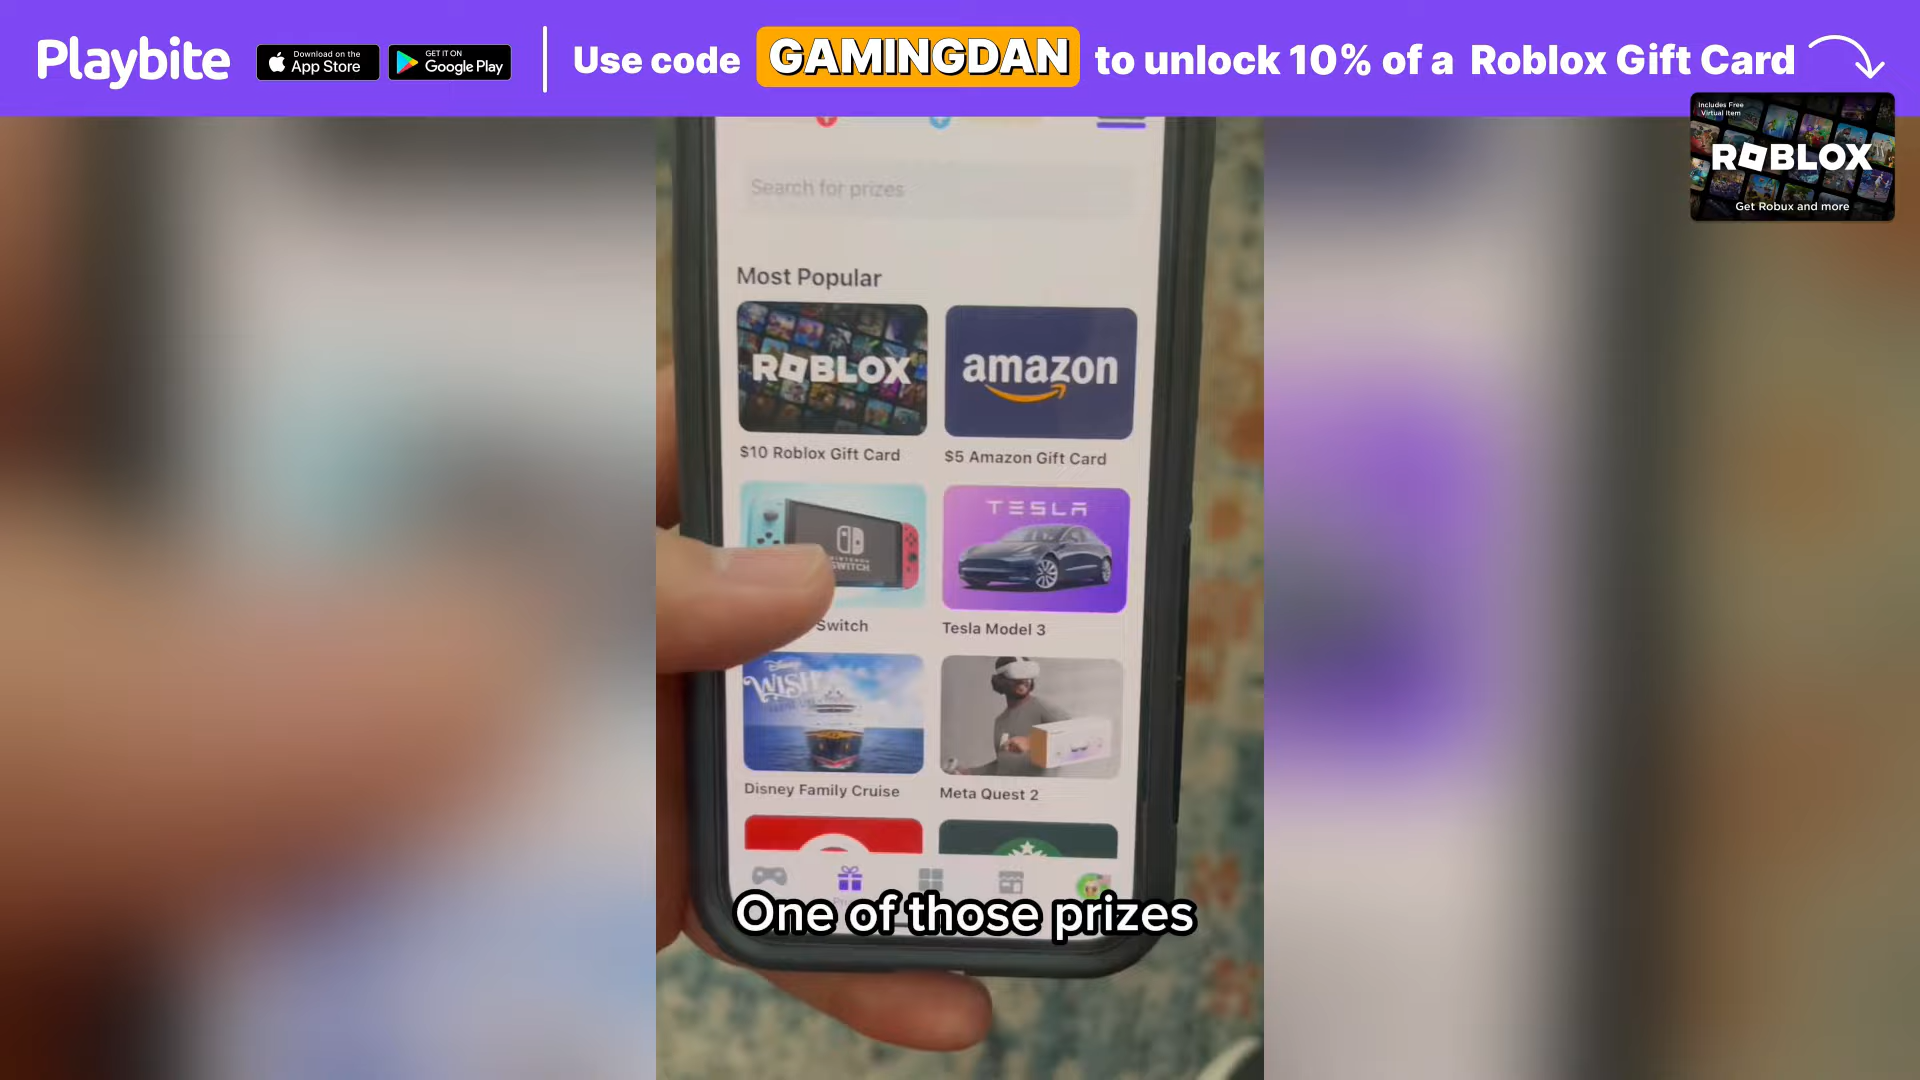 Playbite
Download on the
App Store
GET IT ON
Google Play
Use code GAMINGDAN to unlock 10% of a Roblox Gift Card
Includes Free
Virtual Item
ROBLOX
Get Robux and more
Search for prizes
Most Popular
ROBLOX
amazon
$10 Roblox Gift Card
$5 Amazon Gift Card
SWITCH
TESLA
Switch
Tesla Model 3
Disney
WISH
Disney Family Cruise
Meta Quest 2
One of those prizes